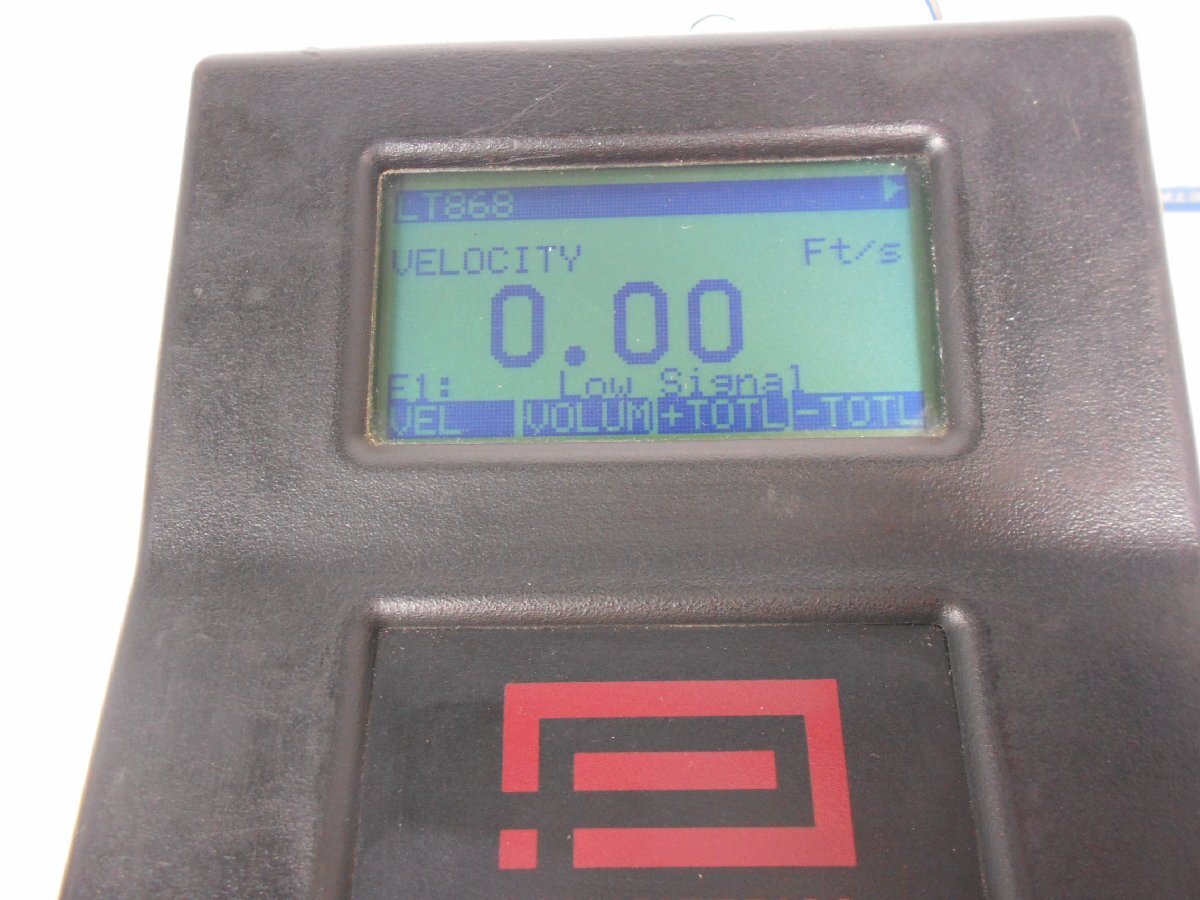 LT868
VELOCITY Ft/s
0.00
E1: Low Signal
VEL VOLUM +TOTL -TOTL